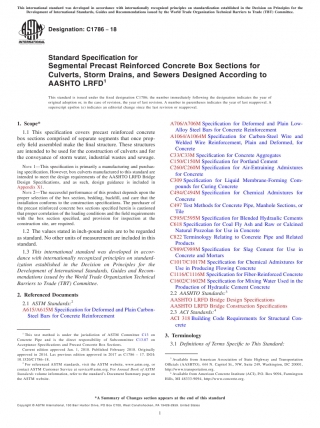 This international standard was developed in accordance with internationally recognized principles on standardization established in the Decision on Principles for the
Development of International Standards, Guides and Recommendations issued by the World Trade Organization Technical Barriers to Trade (TBT) Committee.
Designation: C1786 – 18
Standard Specification for
Segmental Precast Reinforced Concrete Box Sections for
Culverts, Storm Drains, and Sewers Designed According to
AASHTO LRFD¹
This standard is issued under the fixed designation C1786; the number immediately following the designation indicates the year of
original adoption or, in the case of revision, the year of last revision. A number in parentheses indicates the year of last reapproval. A
superscript epsilon (ε) indicates an editorial change since the last revision or reapproval.
1. Scope*
1.1 This specification covers precast reinforced concrete
box sections comprised of separate segments that once prop-
erly field assembled make the final structure. These structures
are intended to be used for the construction of culverts and for
the conveyance of storm water, industrial wastes and sewage.
NOTE 1—This specification is primarily a manufacturing and purchas-
ing specification. However, box culverts manufactured to this standard are
intended to meet the design requirements of the AASHTO LRFD Bridge
Design Specifications, and as such, design guidance is included in
Appendix X1.
NOTE 2—The successful performance of this product depends upon the
proper selection of the box section, bedding, backfill, and care that the
installation conforms to the construction specifications. The purchaser of
the precast reinforced concrete box sections specified herein is cautioned
that proper correlation of the loading conditions and the field requirements
with the box section specified, and provision for inspection at the
construction site, are required.
1.2 The values stated in inch-pound units are to be regarded
as standard. No other units of measurement are included in this
standard.
1.3 This international standard was developed in accor-
dance with internationally recognized principles on standard-
ization established in the Decision on Principles for the
Development of International Standards, Guides and Recom-
mendations issued by the World Trade Organization Technical
Barriers to Trade (TBT) Committee.
2. Referenced Documents
2.1 ASTM Standards:²
A615/A615M Specification for Deformed and Plain Carbon-
Steel Bars for Concrete Reinforcement
¹ This test method is under the jurisdiction of ASTM Committee C13 on
Concrete Pipe and is the direct responsibility of Subcommittee C13.07 on
Acceptance Specifications and Precast Concrete Box Sections.
Current edition approved Jan. 1, 2018. Published February 2018. Originally
approved in 2014. Last previous edition approved in 2017 as C1786 – 17. DOI:
10.1520/C1786-18.
² For referenced ASTM standards, visit the ASTM website, www.astm.org, or
contact ASTM Customer Service at service@astm.org. For Annual Book of ASTM
Standards volume information, refer to the standard's Document Summary page on
the ASTM website.
A706/A706M Specification for Deformed and Plain Low-
Alloy Steel Bars for Concrete Reinforcement
A1064/A1064M Specification for Carbon-Steel Wire and
Welded Wire Reinforcement, Plain and Deformed, for
Concrete
C33/C33M Specification for Concrete Aggregates
C150/C150M Specification for Portland Cement
C260/C260M Specification for Air-Entraining Admixtures
for Concrete
C309 Specification for Liquid Membrane-Forming Com-
pounds for Curing Concrete
C494/C494M Specification for Chemical Admixtures for
Concrete
C497 Test Methods for Concrete Pipe, Manhole Sections, or
Tile
C595/C595M Specification for Blended Hydraulic Cements
C618 Specification for Coal Fly Ash and Raw or Calcined
Natural Pozzolan for Use in Concrete
C822 Terminology Relating to Concrete Pipe and Related
Products
C989/C989M Specification for Slag Cement for Use in
Concrete and Mortars
C1017/C1017M Specification for Chemical Admixtures for
Use in Producing Flowing Concrete
C1116/C1116M Specification for Fiber-Reinforced Concrete
C1602/C1602M Specification for Mixing Water Used in the
Production of Hydraulic Cement Concrete
2.2 AASHTO Standards:³
AASHTO LRFD Bridge Design Specifications
AASHTO LRFD Bridge Construction Specifications
2.3 ACI Standards:⁴
ACI 318 Building Code Requirements for Structural Con-
crete
3. Terminology
3.1 Definitions of Terms Specific to This Standard:
³ Available from American Association of State Highway and Transportation
Officials (AASHTO), 444 N. Capitol St., NW, Suite 249, Washington, DC 20001,
http://www.transportation.org.
⁴ Available from American Concrete Institute (ACI), P.O. Box 9094, Farmington
Hills, MI 48333-9094, http://www.concrete.org.
*A Summary of Changes section appears at the end of this standard
1